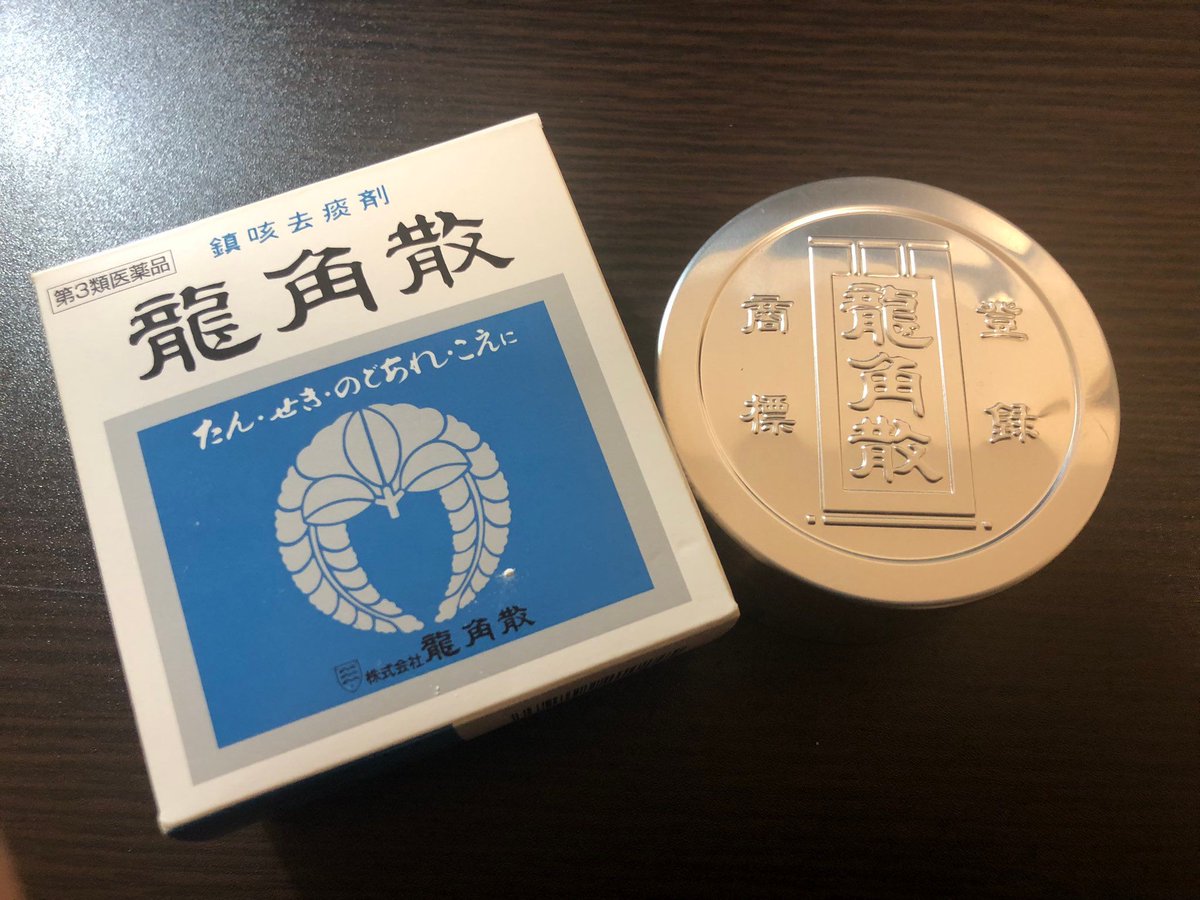 鎮咳去痰剤
第3類医薬品
龍角散
たん・せき・のどあれ・こえに
株式会社龍角散
登録
商標
龍角散